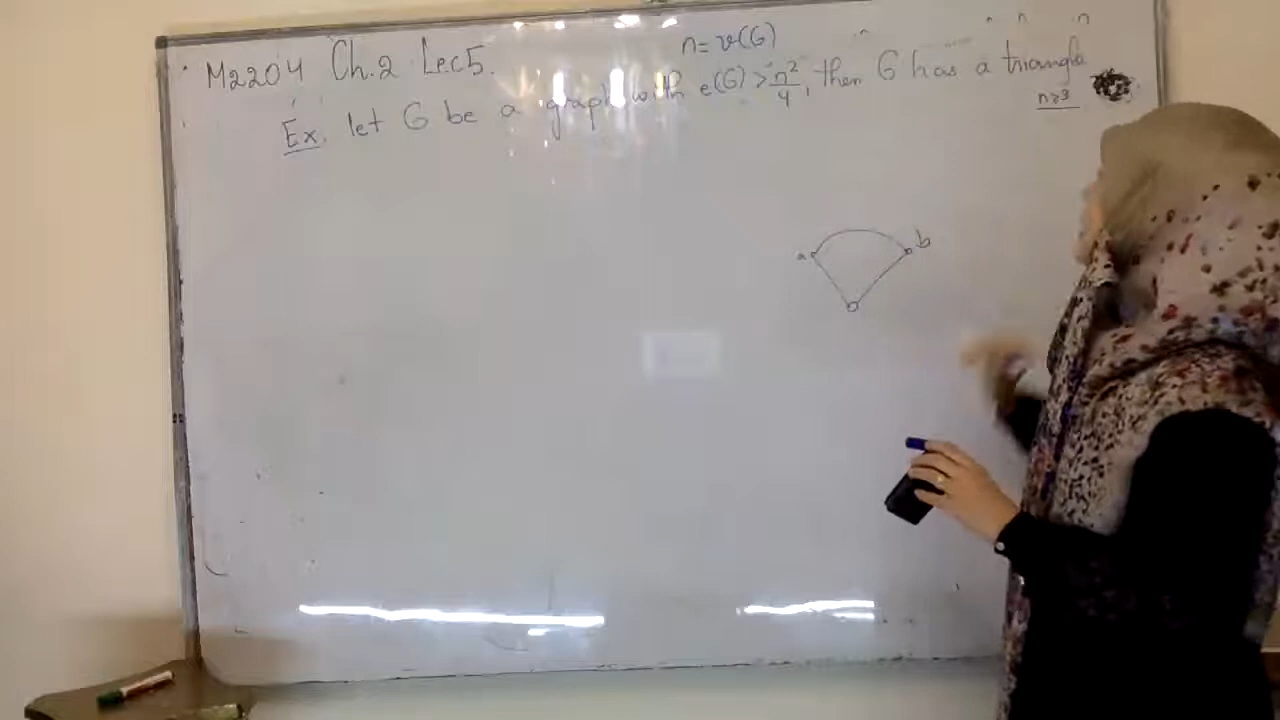 M2204 Ch.2 Lec5.
n = v(G)
Ex. let G be a graph with e(G) > n²/4, then G has a triangle
n≥3
a
b